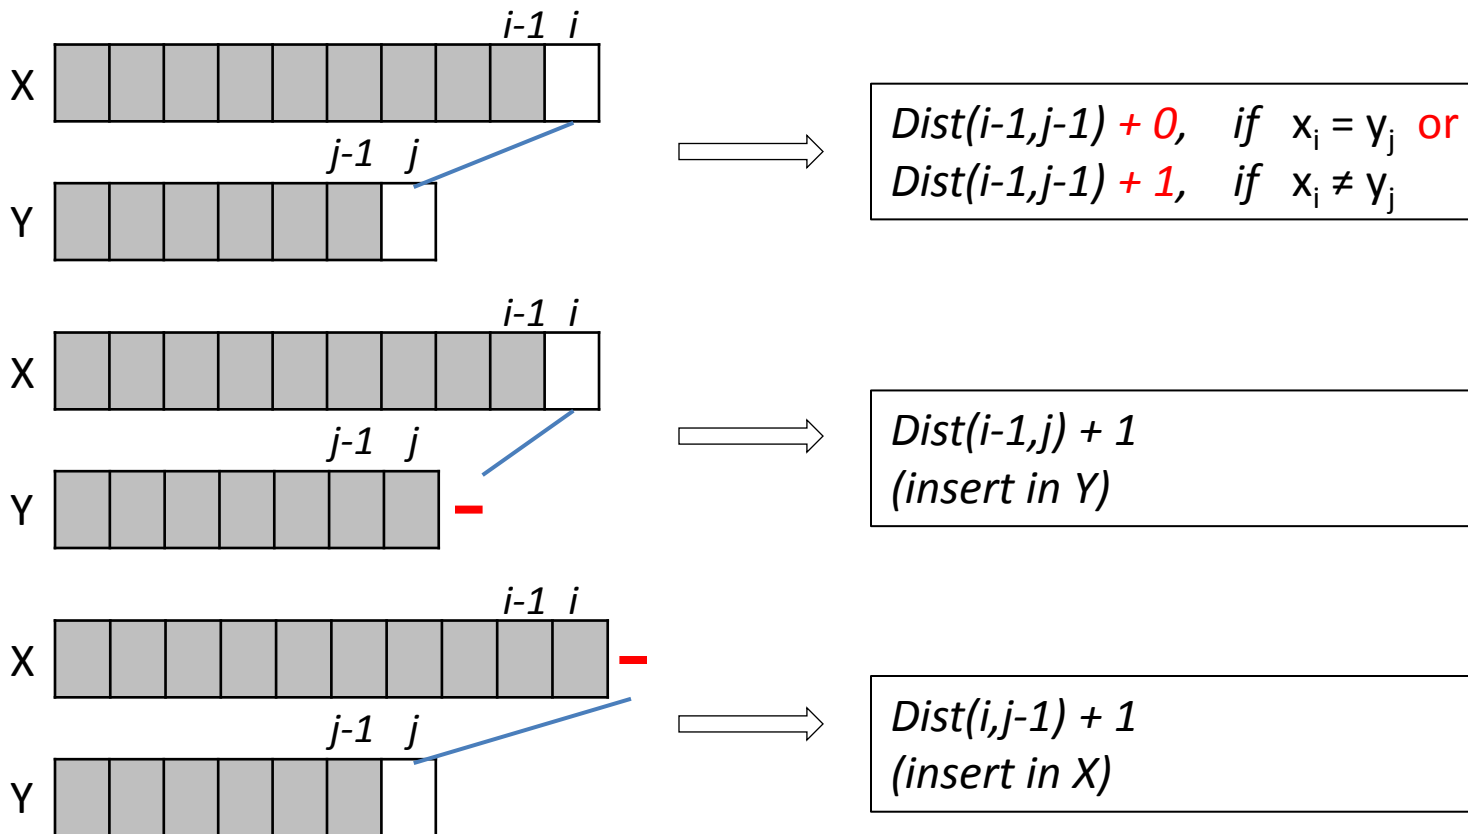 i-1 i
X
j-1 j
Y
Dist(i-1,j-1) + 0, if xᵢ = yⱼ or
Dist(i-1,j-1) + 1, if xᵢ ≠ yⱼ
i-1 i
X
j-1 j
Y –
Dist(i-1,j) + 1
(insert in Y)
i-1 i
X –
j-1 j
Y
Dist(i,j-1) + 1
(insert in X)